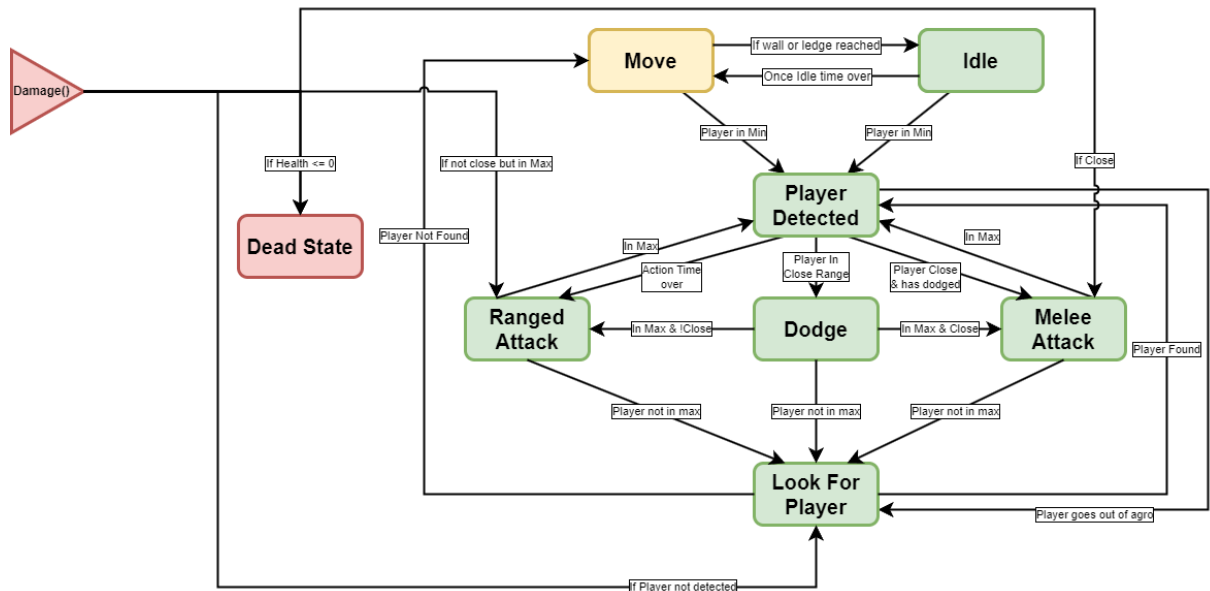 Move
If wall or ledge reached
Idle
Once Idle time over
Damage()
Player in Min
Player in Min
If Health <= 0
If not close but in Max
If Close
Player
Detected
Dead State
Player Not Found
In Max
In Max
Action Time
over
Player In
Close Range
Player Close
& has dodged
Ranged
Attack
In Max & !Close
Dodge
In Max & Close
Melee
Attack
Player Found
Player not in max
Player not in max
Player not in max
Look For
Player
Player goes out of agro
If Player not detected